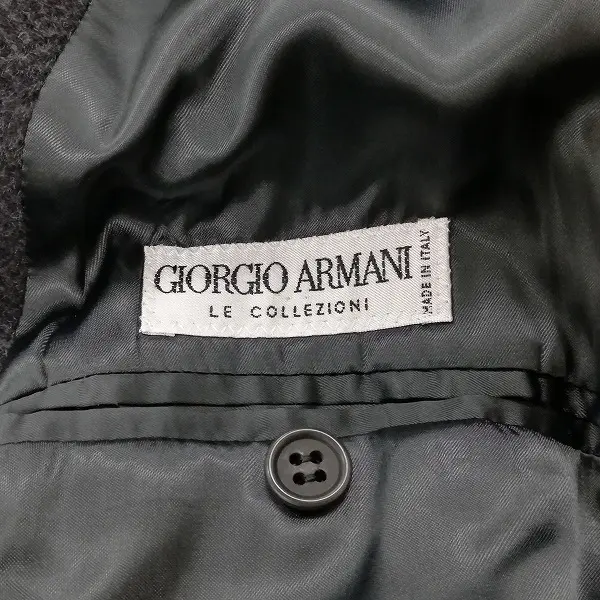 GIORGIO ARMANI
LE COLLEZIONI
MADE IN ITALY